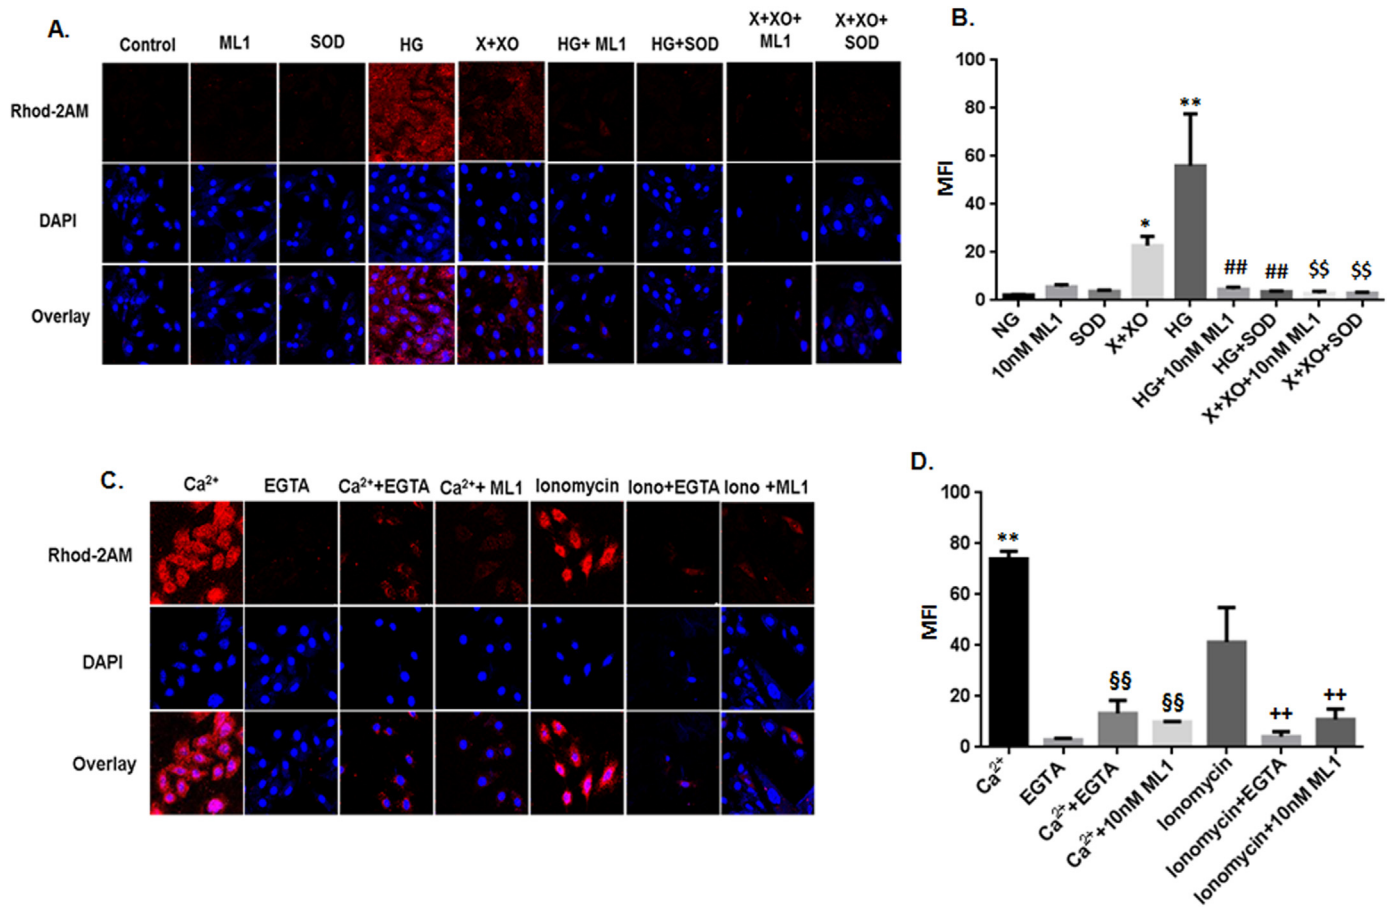 A.
Control ML1 SOD HG X+XO HG+ ML1 HG+SOD X+XO+ ML1 X+XO+ SOD
Rhod-2AM
DAPI
Overlay
B.
MFI
100
80
60
40
20
0
* ** ## ## $$ $$
NG
10nM ML1
SOD
X+XO
HG
HG+10nM ML1
HG+SOD
X+XO+10nM ML1
X+XO+SOD
C.
Ca²⁺ EGTA Ca²⁺+EGTA Ca²⁺+ ML1 Ionomycin Iono+EGTA Iono +ML1
Rhod-2AM
DAPI
Overlay
D.
MFI
100
80
60
40
20
0
** §§ §§ ++ ++
Ca²⁺
EGTA
Ca²⁺+EGTA
Ca²⁺+10nM ML1
Ionomycin
Ionomycin+EGTA
Ionomycin+10nM ML1